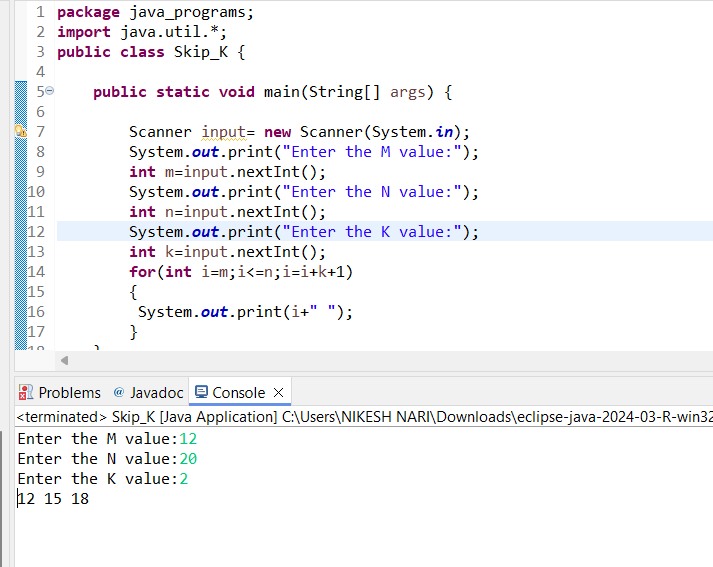 1 package java_programs;
2 import java.util.*;
3 public class Skip_K {
4
5 public static void main(String[] args) {
6
7 Scanner input= new Scanner(System.in);
8 System.out.print("Enter the M value:");
9 int m=input.nextInt();
10 System.out.print("Enter the N value:");
11 int n=input.nextInt();
12 System.out.print("Enter the K value:");
13 int k=input.nextInt();
14 for(int i=m;i<=n;i=i+k+1)
15 {
16 System.out.print(i+" ");
17 }
18 }
Problems @ Javadoc Console
<terminated> Skip_K [Java Application] C:\Users\NIKESH NARI\Downloads\eclipse-java-2024-03-R-win32
Enter the M value:12
Enter the N value:20
Enter the K value:2
12 15 18